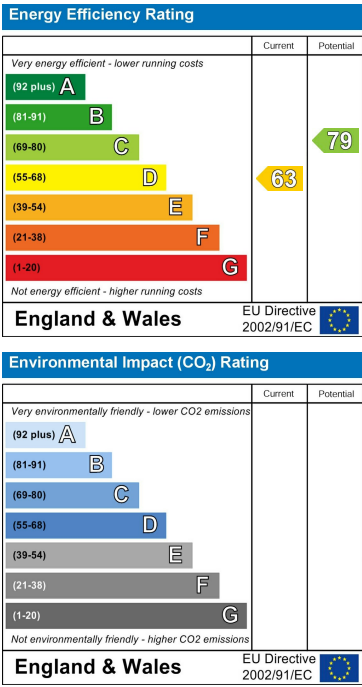 Energy Efficiency Rating
Current Potential
Very energy efficient - lower running costs
(92 plus) A
(81-91) B
(69-80) C
79
(55-68) D
63
(39-54) E
(21-38) F
(1-20) G
Not energy efficient - higher running costs
England & Wales
EU Directive
2002/91/EC
Environmental Impact (CO₂) Rating
Current Potential
Very environmentally friendly - lower CO2 emissions
(92 plus) A
(81-91) B
(69-80) C
(55-68) D
(39-54) E
(21-38) F
(1-20) G
Not environmentally friendly - higher CO2 emissions
England & Wales
EU Directive
2002/91/EC